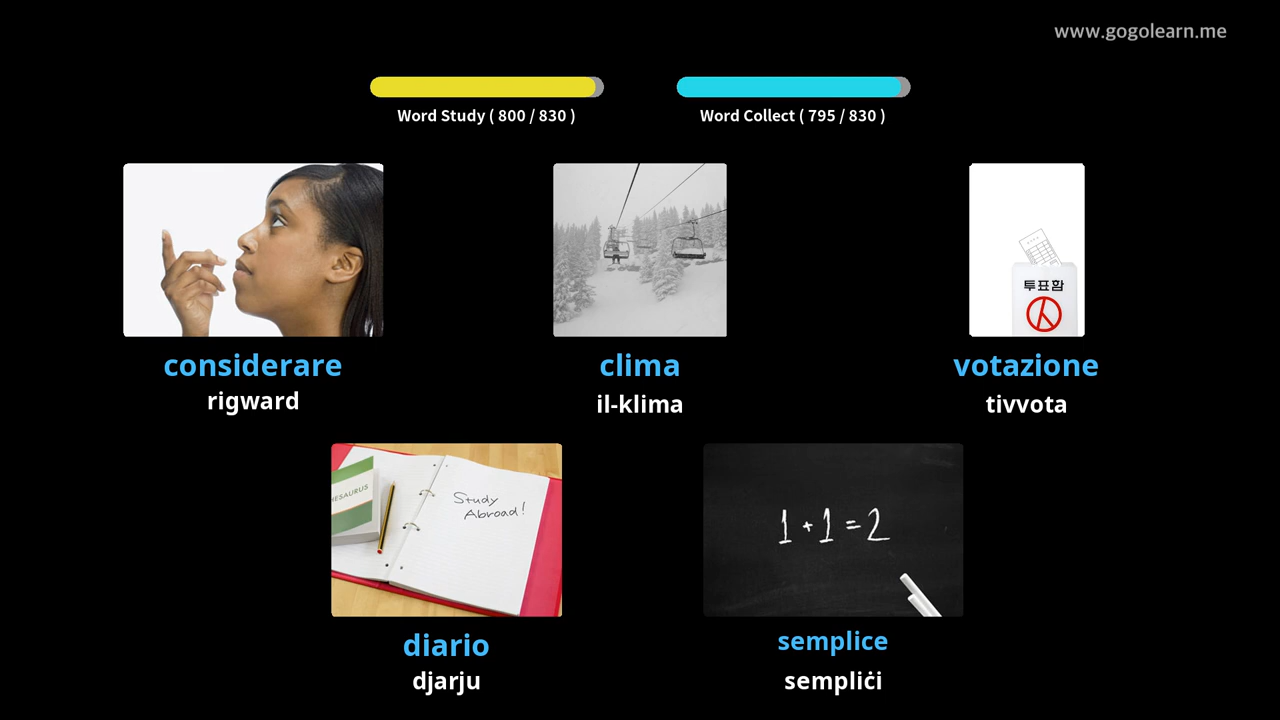 www.gogolearn.me
Word Study ( 800 / 830 )
Word Collect ( 795 / 830 )
투표함
considerare
rigward
clima
il-klima
votazione
tivvota
THESAURUS
Study
Abroad!
1 + 1 = 2
diario
djarju
semplice
sempliċi